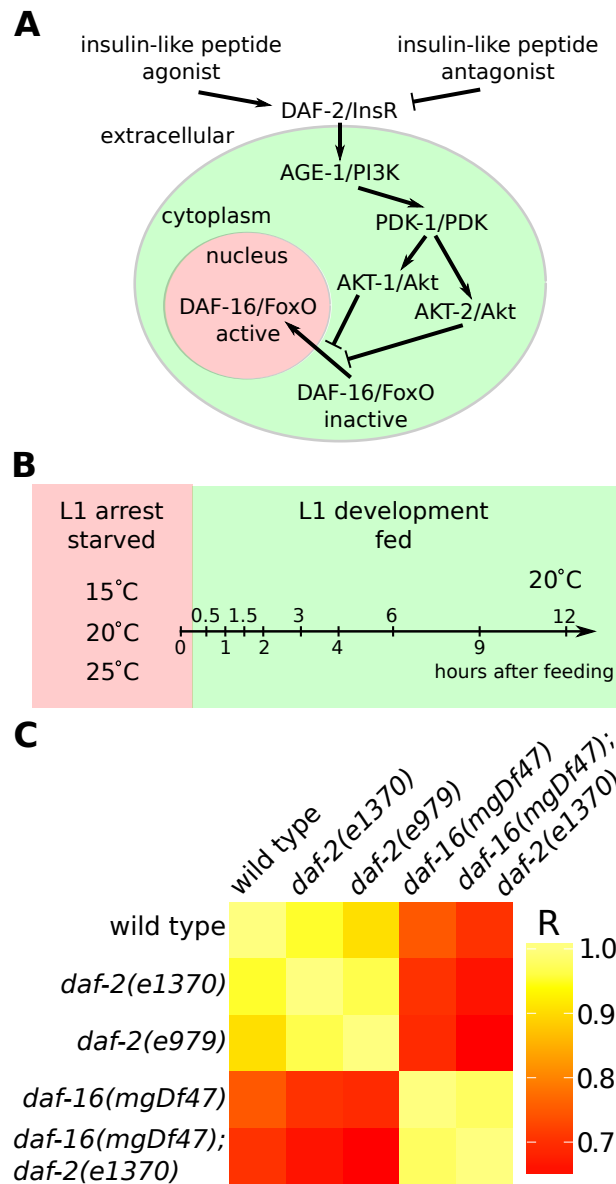 A
insulin-like peptide
agonist
insulin-like peptide
antagonist
DAF-2/InsR
extracellular
AGE-1/PI3K
cytoplasm
PDK-1/PDK
nucleus
AKT-1/Akt
DAF-16/FoxO
active
AKT-2/Akt
DAF-16/FoxO
inactive
B
L1 arrest
starved
L1 development
fed
15˚C
20˚C
25˚C
20˚C
0.5 1.5 3 6 12
0 1 2 4 9
hours after feeding
C
wild type
daf-2(e1370)
daf-2(e979)
daf-16(mgDf47)
daf-16(mgDf47);
daf-2(e1370)
wild type
daf-2(e1370)
daf-2(e979)
daf-16(mgDf47)
daf-16(mgDf47);
daf-2(e1370)
R
1.0
0.9
0.8
0.7